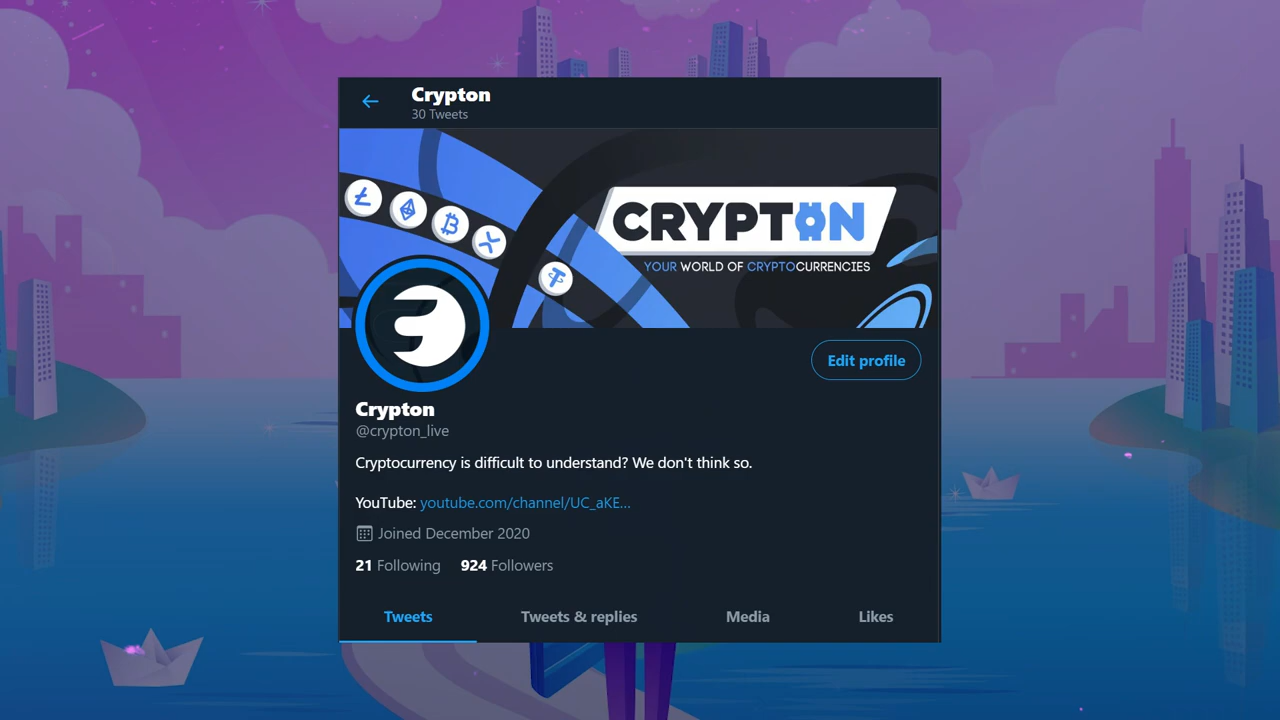 Crypton
30 Tweets
CRYPTON
YOUR WORLD OF CRYPTOCURRENCIES
Edit profile
Crypton
@crypton_live
Cryptocurrency is difficult to understand? We don't think so.
YouTube: youtube.com/channel/UC_aKE...
Joined December 2020
21 Following 924 Followers
Tweets Tweets & replies Media Likes